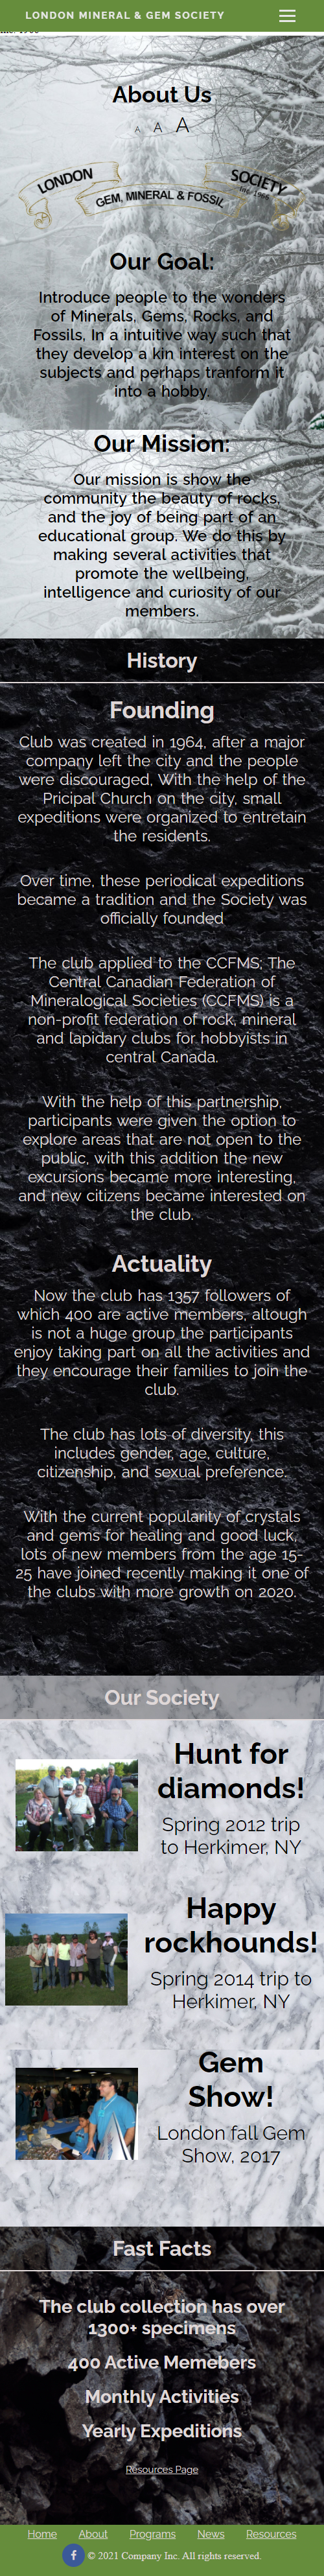 LONDON MINERAL & GEM SOCIETY
About Us
A A A
LONDON
GEM, MINERAL & FOSSIL
SOCIETY
Inc. 1966
Our Goal:
Introduce people to the wonders
of Minerals, Gems, Rocks, and
Fossils, In a intuitive way such that
they develop a kin interest on the
subjects and perhaps tranform it
into a hobby.
Our Mission:
Our mission is show the
community the beauty of rocks,
and the joy of being part of an
educational group. We do this by
making several activities that
promote the wellbeing,
intelligence and curiosity of our
members.
History
Founding
Club was created in 1964, after a major
company left the city and the people
were discouraged, With the help of the
Pricipal Church on the city, small
expeditions were organized to entretain
the residents.
Over time, these periodical expeditions
became a tradition and the Society was
officially founded
The club applied to the CCFMS; The
Central Canadian Federation of
Mineralogical Societies (CCFMS) is a
non-profit federation of rock, mineral
and lapidary clubs for hobbyists in
central Canada.
With the help of this partnership,
participants were given the option to
explore areas that are not open to the
public, with this addition the new
excursions became more interesting,
and new citizens became interested on
the club.
Actuality
Now the club has 1357 followers of
which 400 are active members, altough
is not a huge group the participants
enjoy taking part on all the activities and
they encourage their families to join the
club.
The club has lots of diversity, this
includes gender, age, culture,
citizenship, and sexual preference.
With the current popularity of crystals
and gems for healing and good luck,
lots of new members from the age 15-
25 have joined recently making it one of
the clubs with more growth on 2020.
Our Society
Hunt for
diamonds!
Spring 2012 trip
to Herkimer, NY
Happy
rockhounds!
Spring 2014 trip to
Herkimer, NY
Gem
Show!
London fall Gem
Show, 2017
Fast Facts
The club collection has over
1300+ specimens
400 Active Memebers
Monthly Activities
Yearly Expeditions
Resources Page
Home About Programs News Resources
f © 2021 Company Inc. All rights reserved.